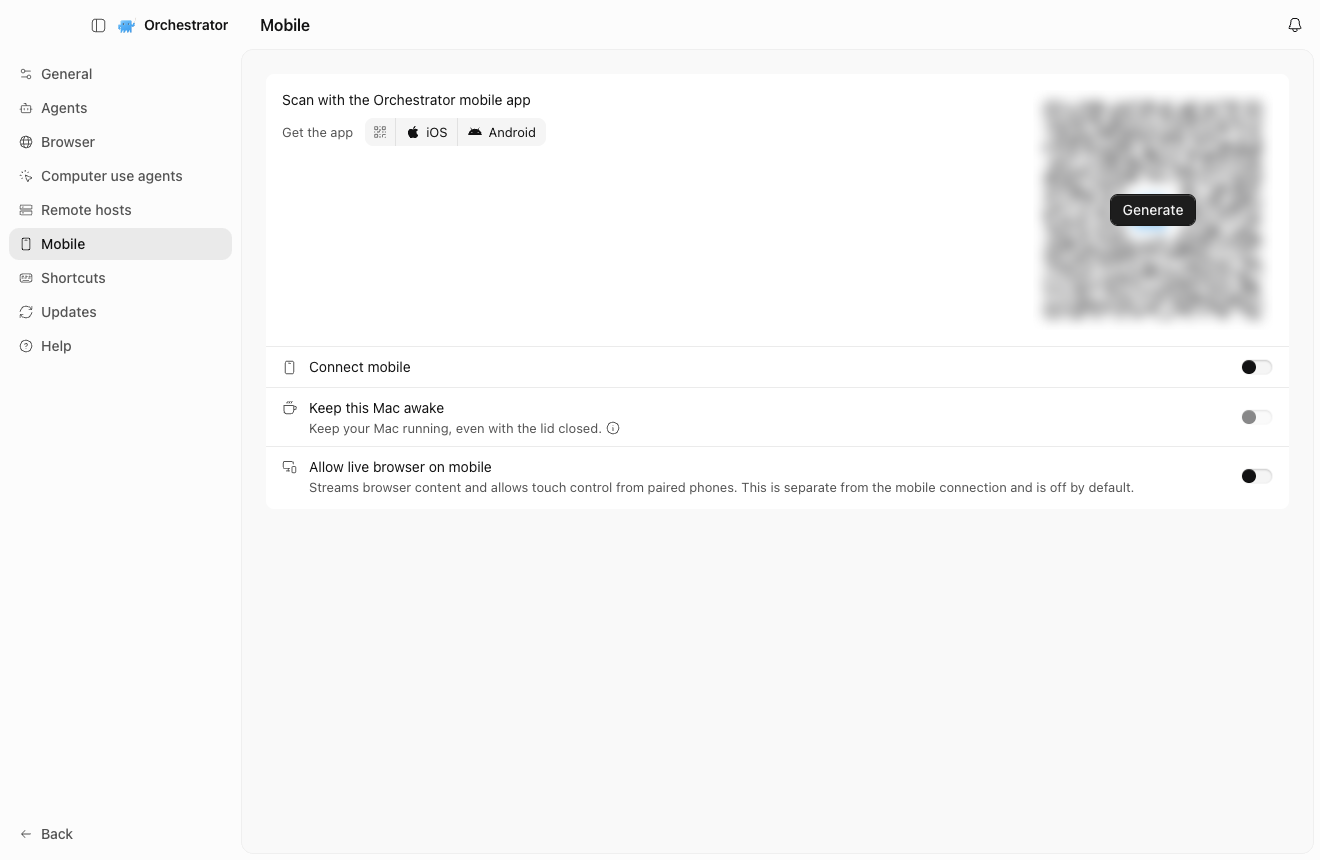 Orchestrator
Mobile
General
Agents
Browser
Computer use agents
Remote hosts
Mobile
Shortcuts
Updates
Help
Back
Scan with the Orchestrator mobile app
Get the app
iOS
Android
Generate
Connect mobile
Keep this Mac awake
Keep your Mac running, even with the lid closed.
Allow live browser on mobile
Streams browser content and allows touch control from paired phones. This is separate from the mobile connection and is off by default.